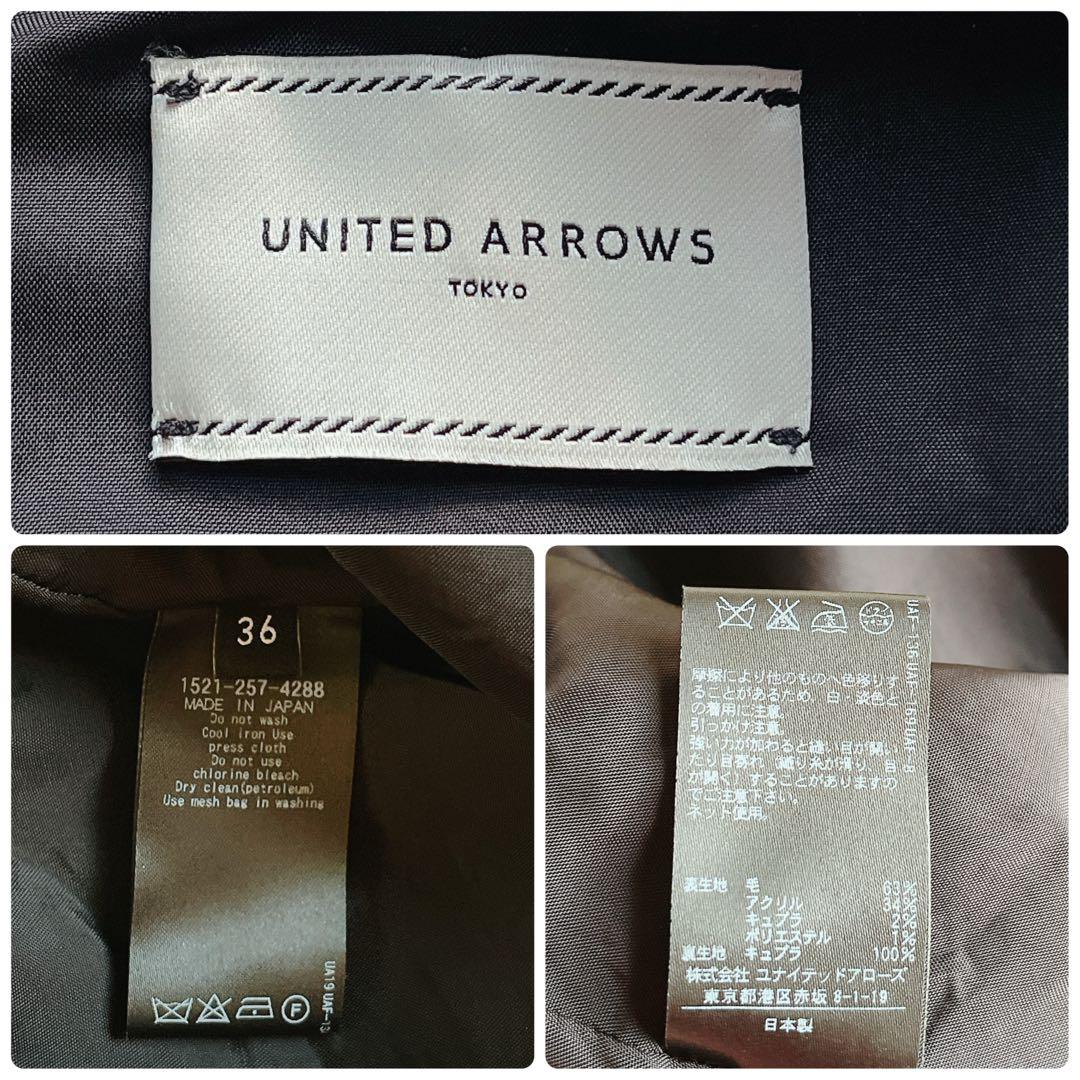 UNITED ARROWS
TOKYO
36
1521-257-4288
MADE IN JAPAN
Do not wash
Cool iron Use
press cloth
Do not use
chlorine bleach
Dry clean(petroleum)
Use mesh bag in washing
F
UA19 UAF-13
摩擦により他のものへ色移りす
ることがあるため、白・淡色と
の着用に注意。
引っかけ注意。
強い力が加わると縫い目が開い
たり目寄れ(織り糸が滑り、目
が開く)することがありますの
でご注意下さい。
ネット使用。
表生地 毛 63%
アクリル 34%
キュプラ 2%
ポリエステル 1%
裏生地 キュプラ 100%
株式会社 ユナイテッドアローズ
東京都港区赤坂 8-1-19
日本製